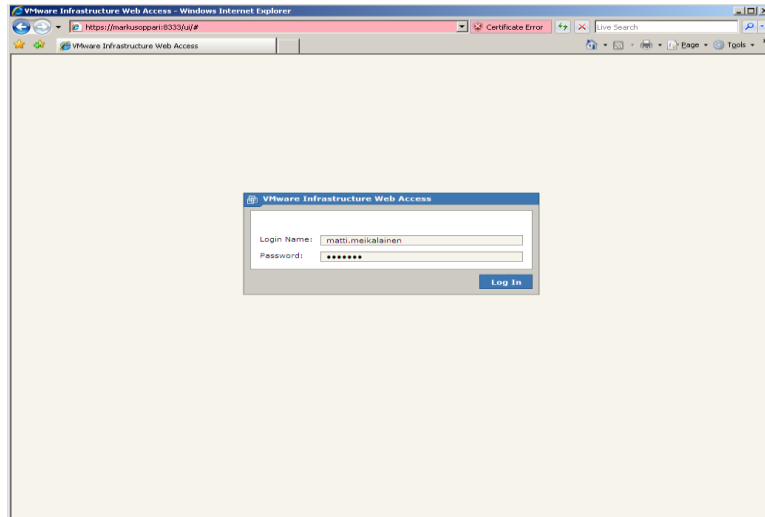 VMware Infrastructure Web Access - Windows Internet Explorer
https://markusoppari:8333/ui/#
Certificate Error
Live Search
VMware Infrastructure Web Access
Page
Tools
VMware Infrastructure Web Access
Login Name: matti.meikalainen
Password: •••••••
Log In